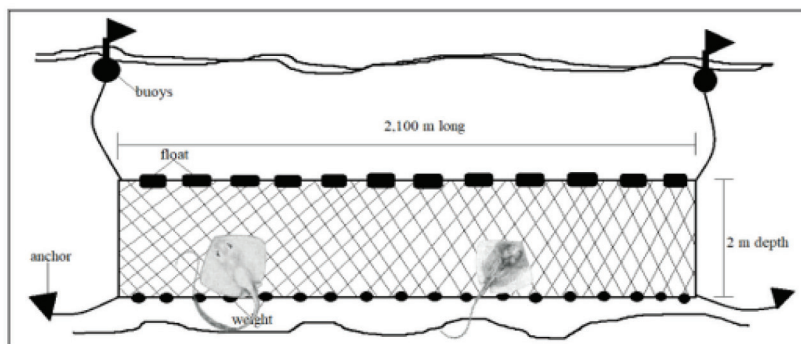 buoys
2,100 m long
float
2 m depth
anchor
weight